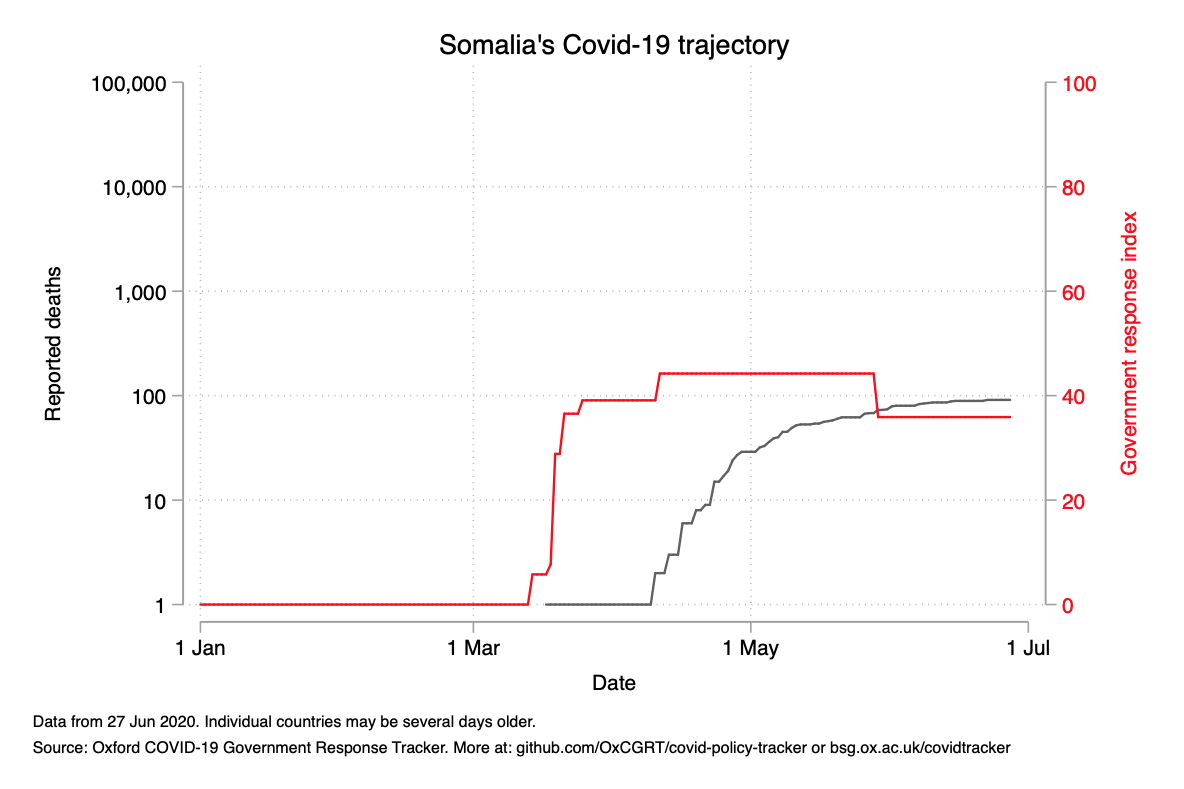 Somalia's Covid-19 trajectory
100,000
10,000
1,000
100
10
1
Reported deaths
100
80
60
40
20
0
Government response index
1 Jan
1 Mar
1 May
1 Jul
Date
Data from 27 Jun 2020. Individual countries may be several days older.
Source: Oxford COVID-19 Government Response Tracker. More at: github.com/OxCGRT/covid-policy-tracker or bsg.ox.ac.uk/covidtracker